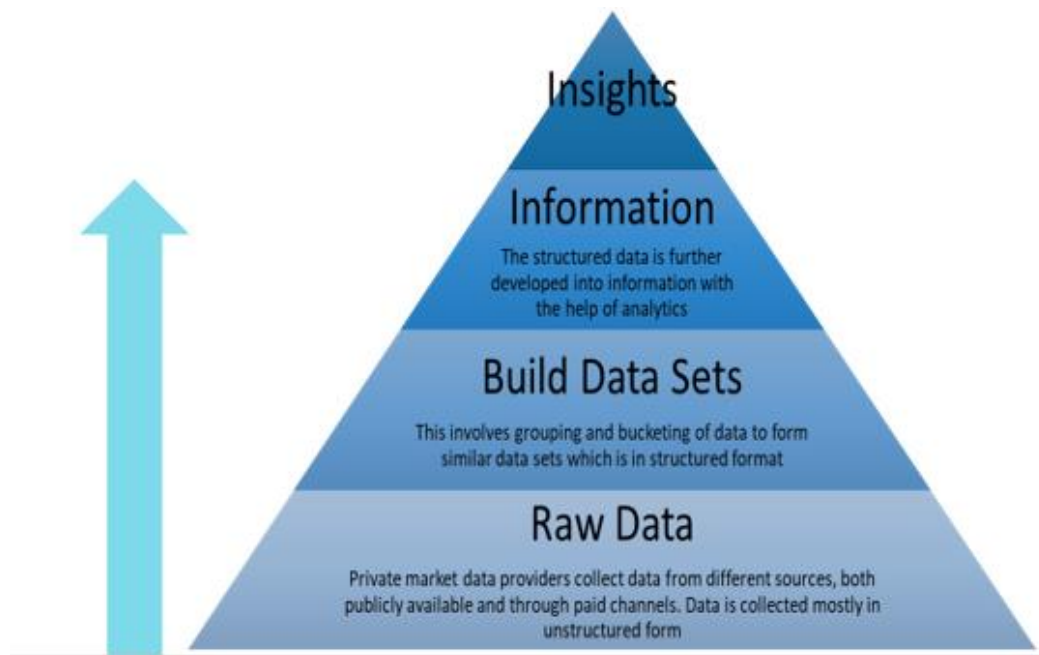 Insights
Information
The structured data is further
developed into information with
the help of analytics
Build Data Sets
This involves grouping and bucketing of data to form
similar data sets which is in structured format
Raw Data
Private market data providers collect data from different sources, both
publicly available and through paid channels. Data is collected mostly in
unstructured form